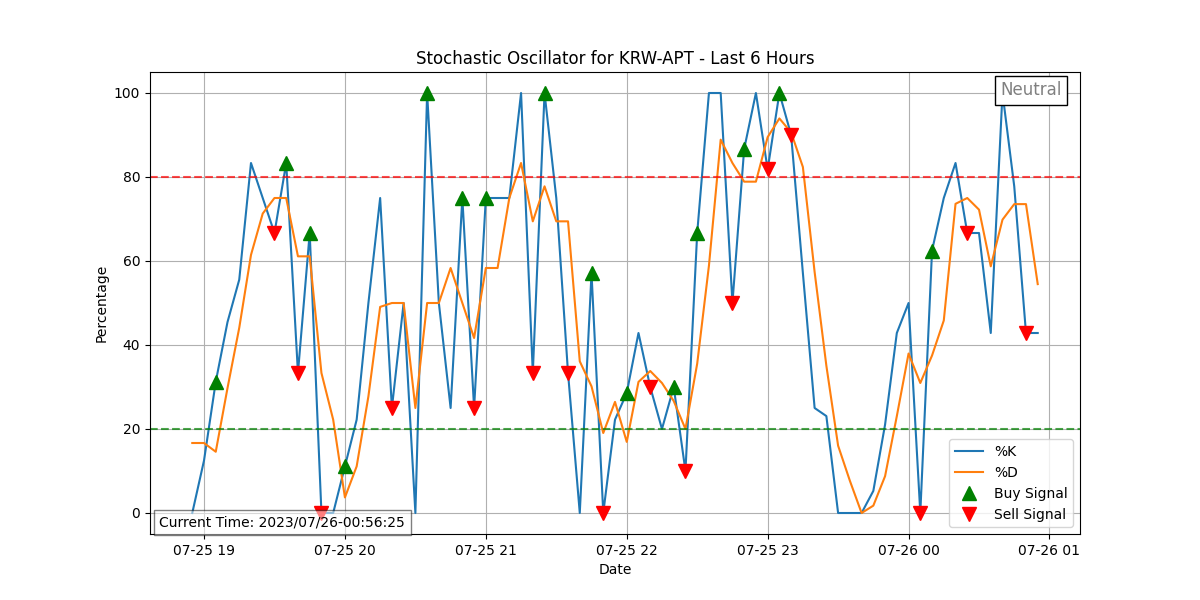 Stochastic Oscillator for KRW-APT - Last 6 Hours
Neutral
100
80
60
40
20
0
Percentage
%K
%D
Buy Signal
Sell Signal
Current Time: 2023/07/26-00:56:25
07-25 19
07-25 20
07-25 21
07-25 22
07-25 23
07-26 00
07-26 01
Date